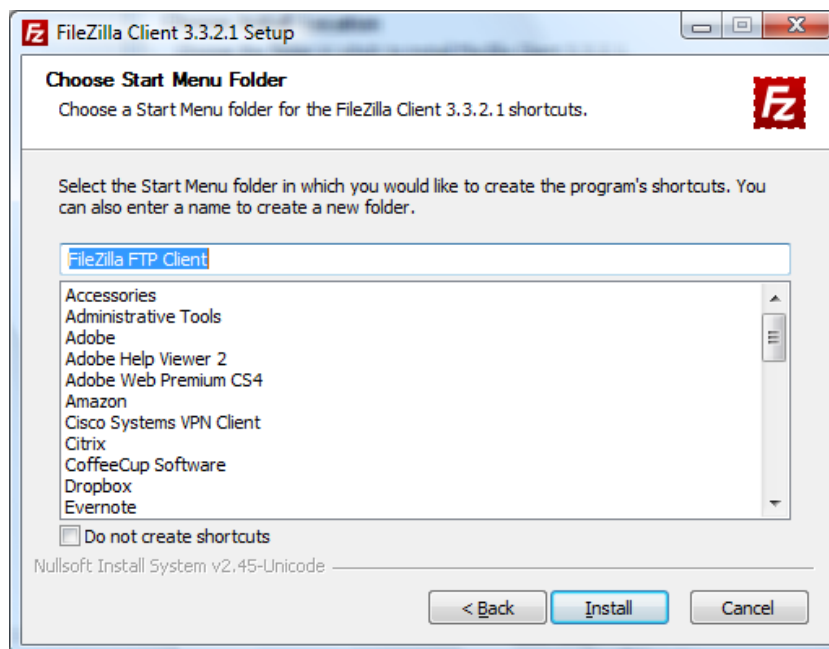 FileZilla Client 3.3.2.1 Setup
Choose Start Menu Folder
Choose a Start Menu folder for the FileZilla Client 3.3.2.1 shortcuts.
Fz
Select the Start Menu folder in which you would like to create the program's shortcuts. You
can also enter a name to create a new folder.
FileZilla FTP Client
Accessories
Administrative Tools
Adobe
Adobe Help Viewer 2
Adobe Web Premium CS4
Amazon
Cisco Systems VPN Client
Citrix
CoffeeCup Software
Dropbox
Evernote
Do not create shortcuts
Nullsoft Install System v2.45-Unicode
< Back
Install
Cancel